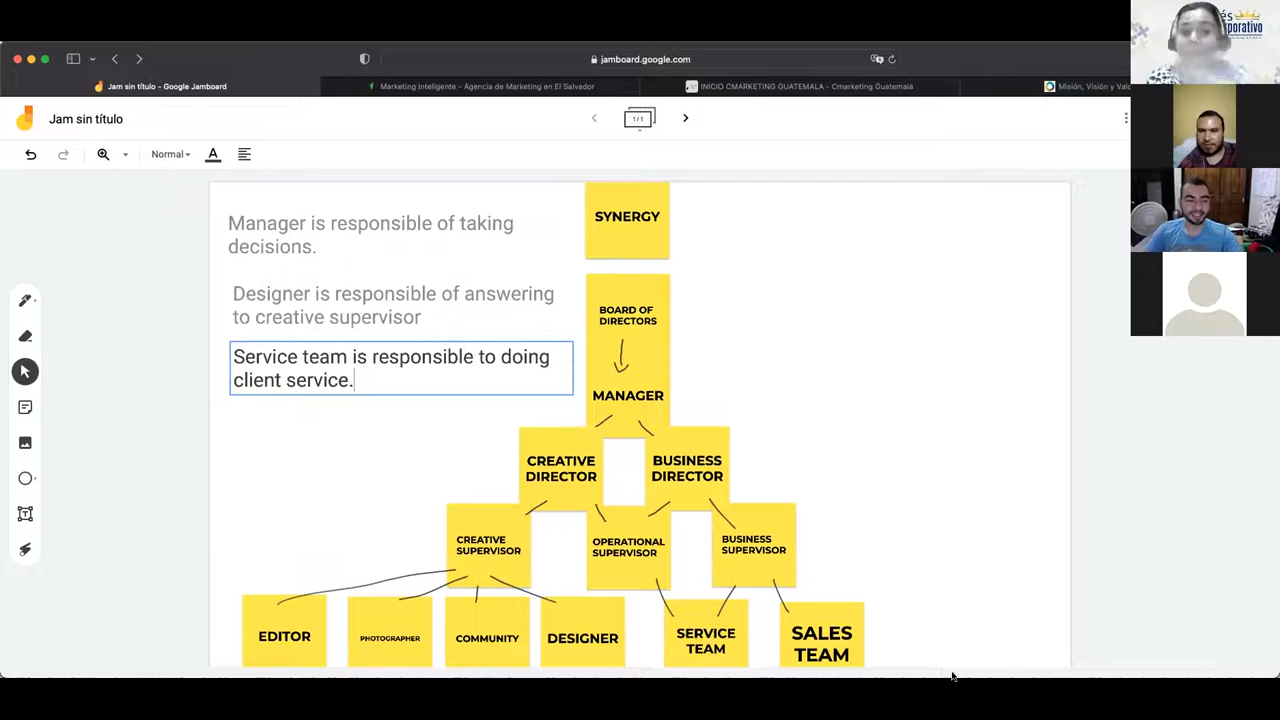 és
porativo
jamboard.google.com
Jam sin título - Google Jamboard
Marketing Inteligente - Agencia de Marketing en El Salvador
INICIO CMARKETING GUATEMALA - Cmarketing Guatemala
Misión, Visión y Valo
Jam sin título
1/1
Normal
A
Manager is responsible of taking
decisions.
Designer is responsible of answering
to creative supervisor
Service team is responsible to doing
client service.
SYNERGY
BOARD OF
DIRECTORS
MANAGER
CREATIVE
DIRECTOR
BUSINESS
DIRECTOR
CREATIVE
SUPERVISOR
OPERATIONAL
SUPERVISOR
BUSINESS
SUPERVISOR
EDITOR
PHOTOGRAPHER
COMMUNITY
DESIGNER
SERVICE
TEAM
SALES
TEAM